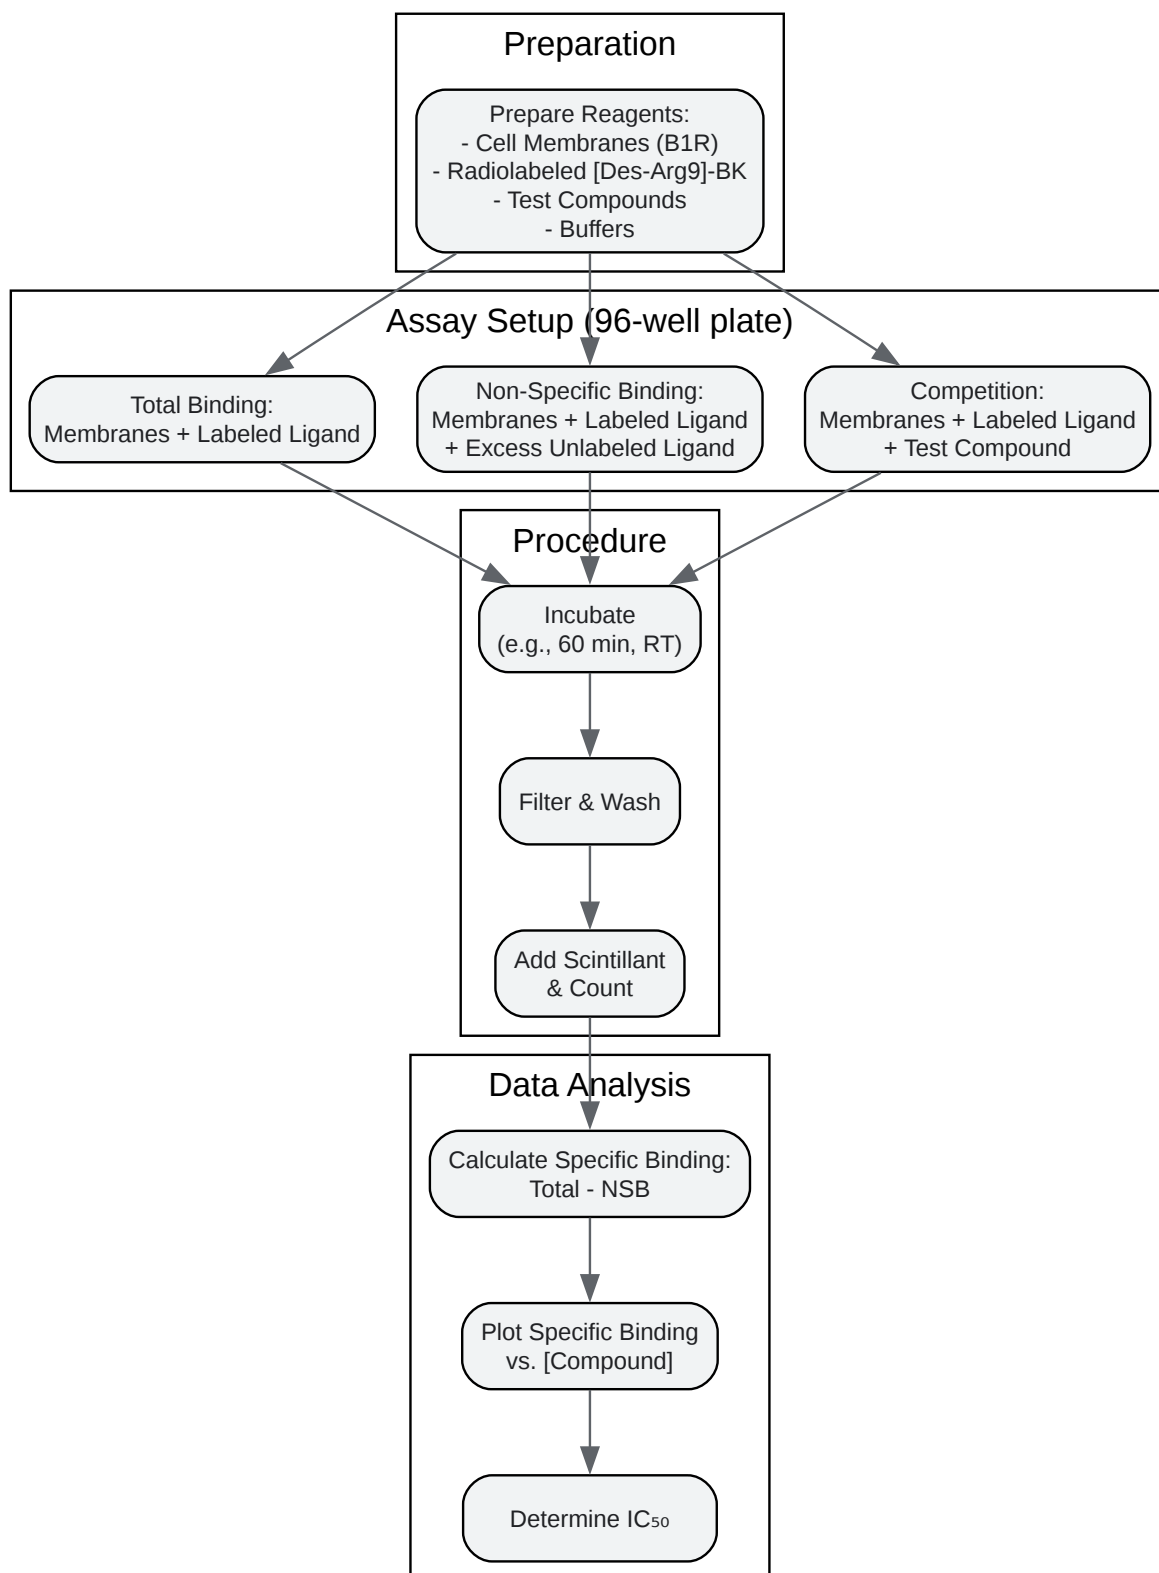 Preparation
Prepare Reagents:
- Cell Membranes (B1R)
- Radiolabeled [Des-Arg9]-BK
- Test Compounds
- Buffers
Assay Setup (96-well plate)
Total Binding:
Membranes + Labeled Ligand
Non-Specific Binding:
Membranes + Labeled Ligand
+ Excess Unlabeled Ligand
Competition:
Membranes + Labeled Ligand
+ Test Compound
Procedure
Incubate
(e.g., 60 min, RT)
Filter & Wash
Add Scintillant
& Count
Data Analysis
Calculate Specific Binding:
Total - NSB
Plot Specific Binding
vs. [Compound]
Determine IC₅₀